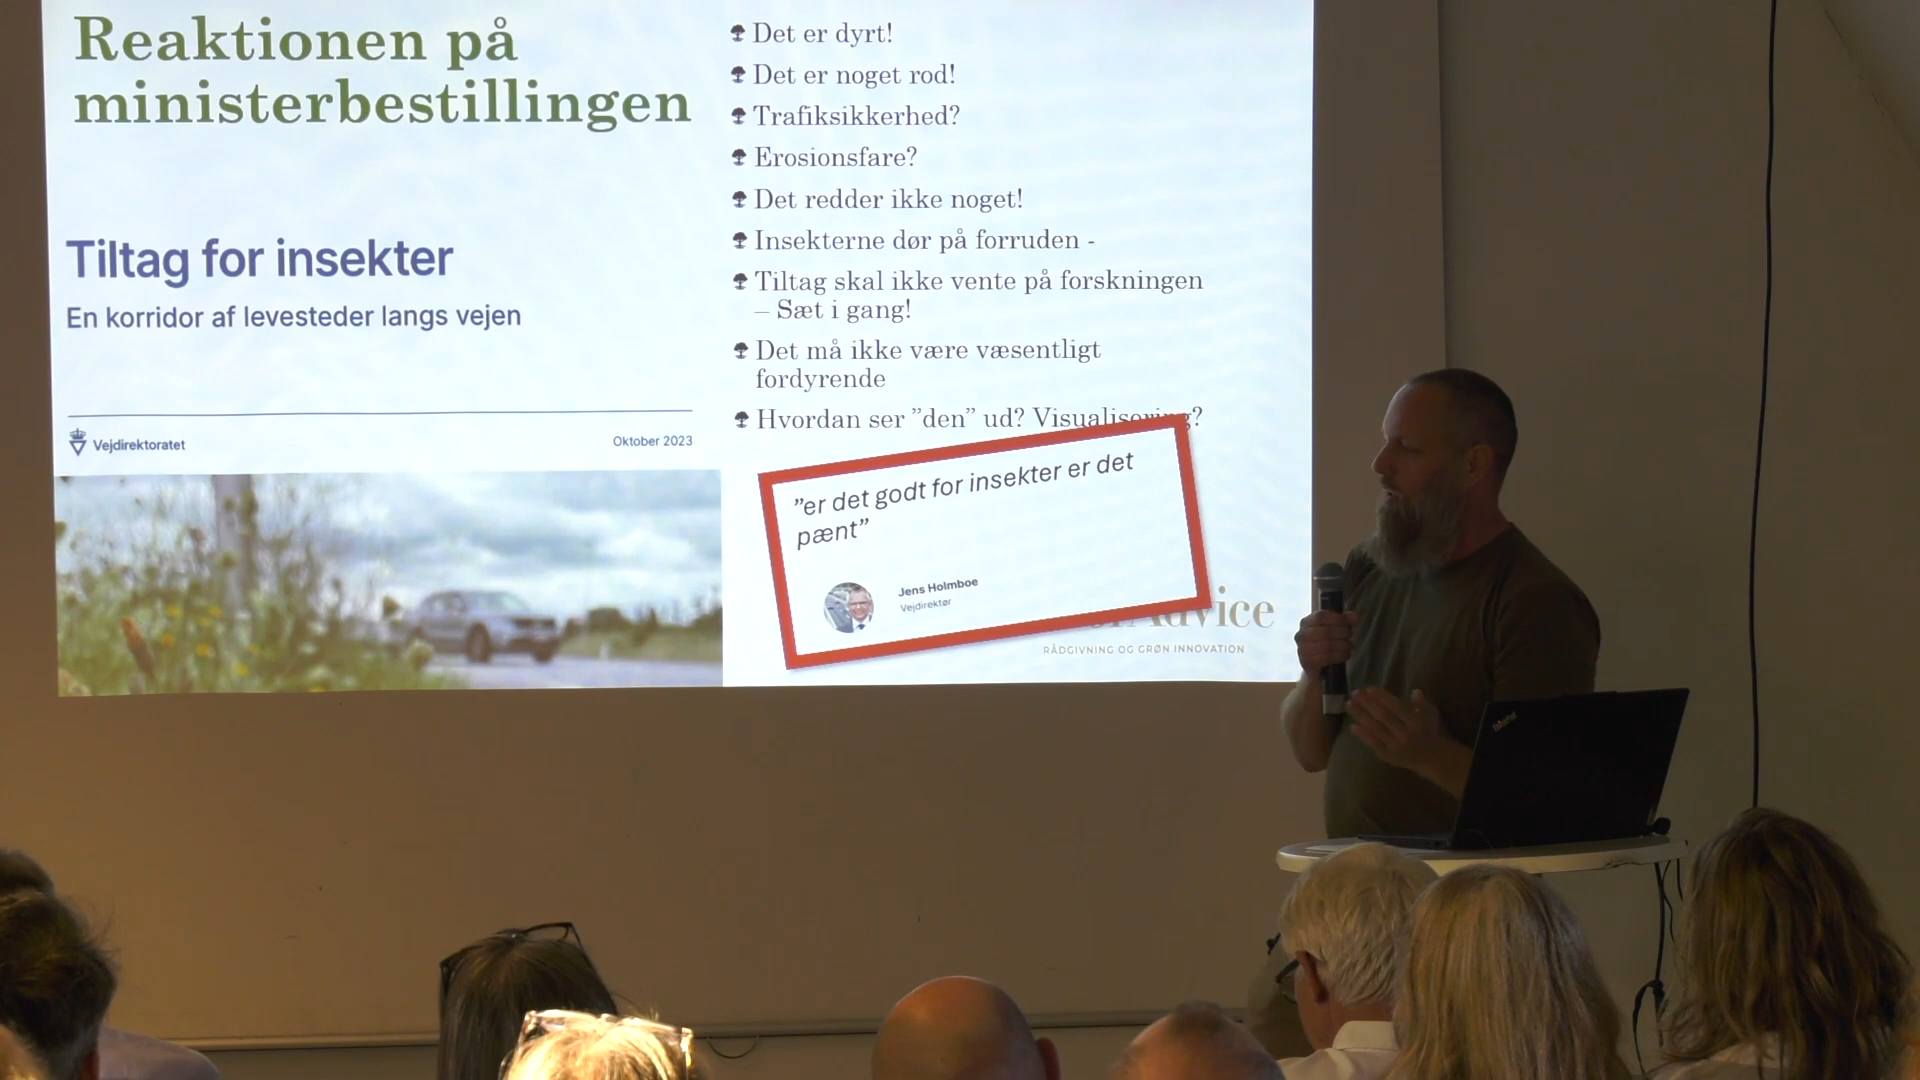 Reaktionen på
ministerbestillingen
Tiltag for insekter
En korridor af levesteder langs vejen
Vejdirektoratet
Oktober 2023
Det er dyrt!
Det er noget rod!
Trafiksikkerhed?
Erosionsfare?
Det redder ikke noget!
Insekterne dør på forruden -
Tiltag skal ikke vente på forskningen
– Sæt i gang!
Det må ikke være væsentligt
fordyrende
Hvordan ser ”den” ud? Visualisering?
”er det godt for insekter er det
pænt”
Jens Holmboe
Vejdirektør
RÅDGIVNING OG GRØN INNOVATION
ThinkPad